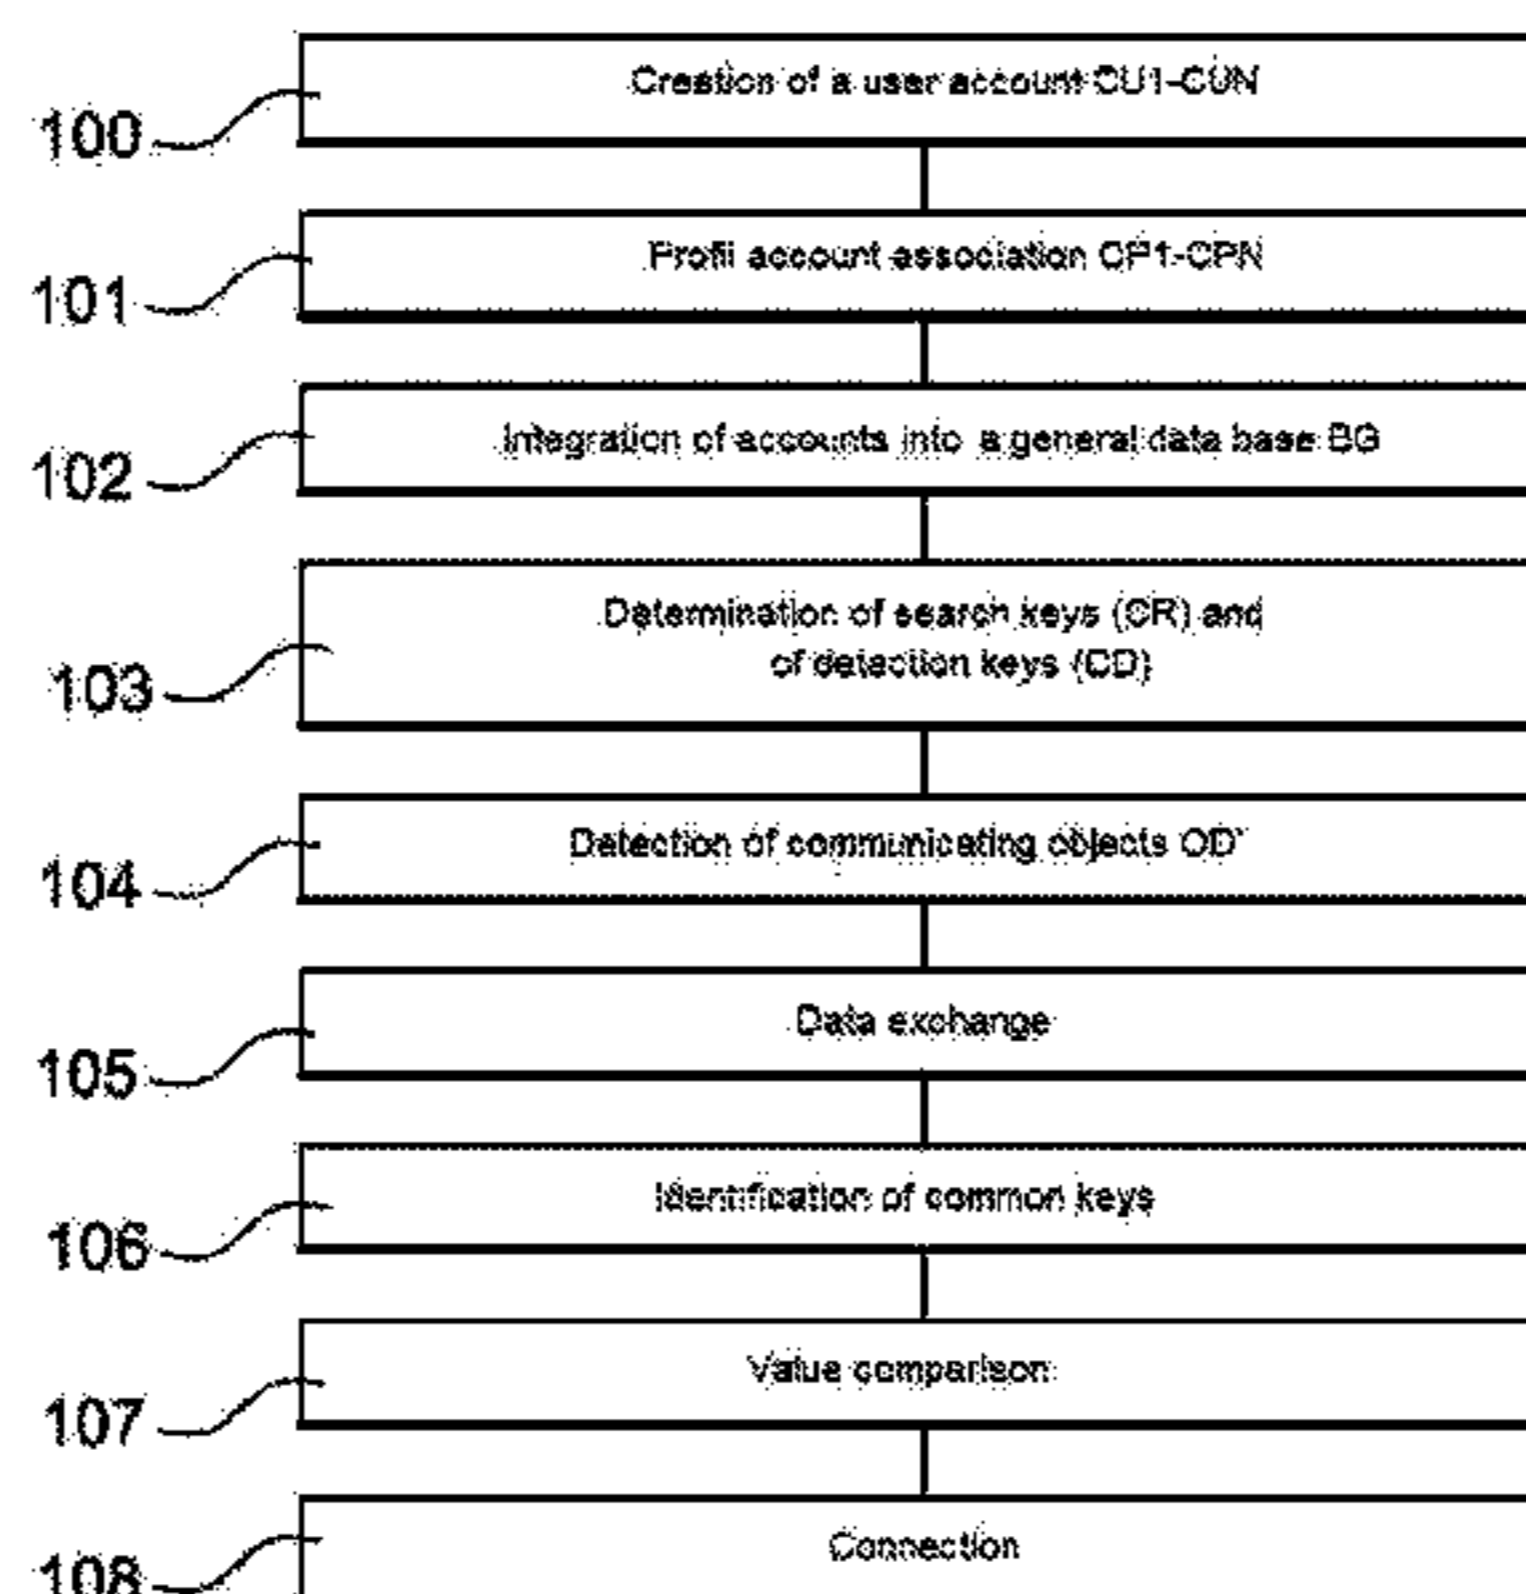 100 Creation of a user account CU1-CUN
101 Profil account association CP1-CPN
102 Integration of accounts into a general data base BG
103 Determination of search keys (CR) and
of detection keys (CD)
104 Detection of communicating objects OD
105 Data exchange
106 Identification of common keys
107 Value comparison
108 Connection